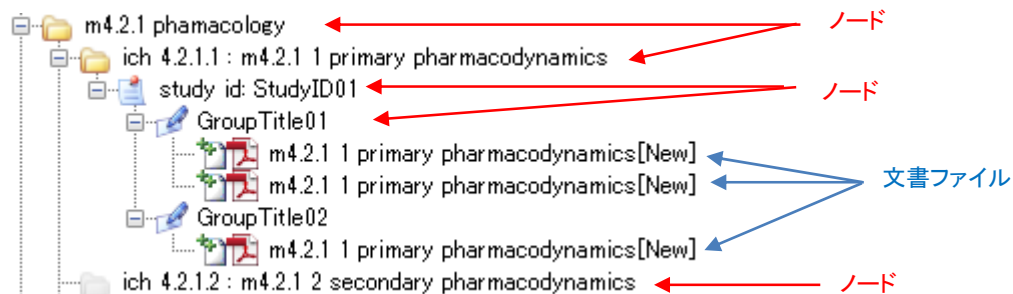 m4.2.1 phamacology ノード
ich 4.2.1.1 : m4.2.1 1 primary pharmacodynamics
study id: StudyID01 ノード
GroupTitle01
m4.2.1 1 primary pharmacodynamics[New]
m4.2.1 1 primary pharmacodynamics[New] 文書ファイル
GroupTitle02
m4.2.1 1 primary pharmacodynamics[New]
ich 4.2.1.2 : m4.2.1 2 secondary pharmacodynamics ノード